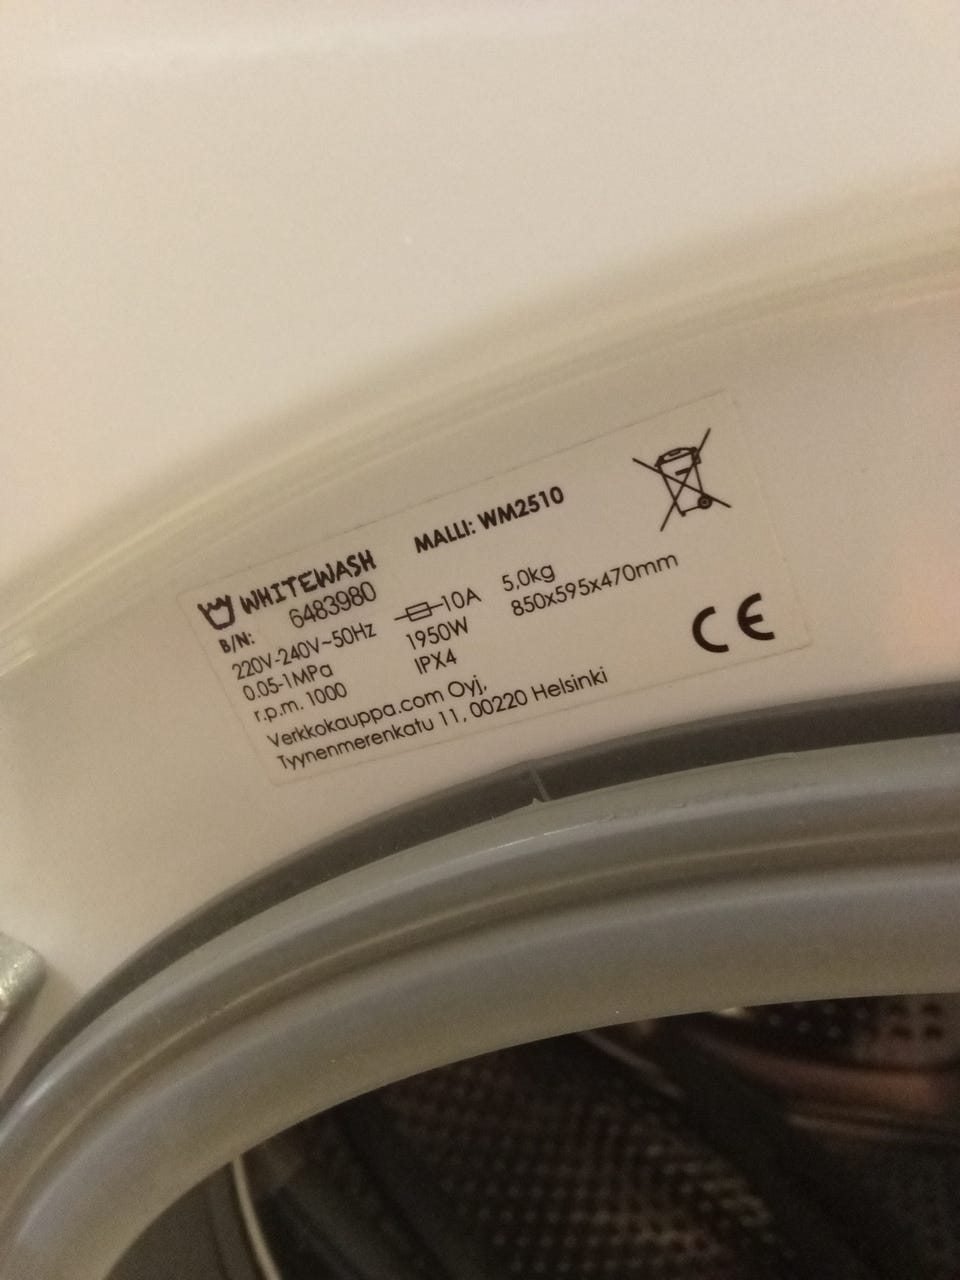 WHITEWASH MALLI: WM2510
B/N: 6483980
220V-240V~50Hz 10A 5,0kg
0.05-1MPa 1950W 850x595x470mm
r.p.m. 1000 IPX4
Verkkokauppa.com Oyj,
Tyynenmerenkatu 11, 00220 Helsinki
CE